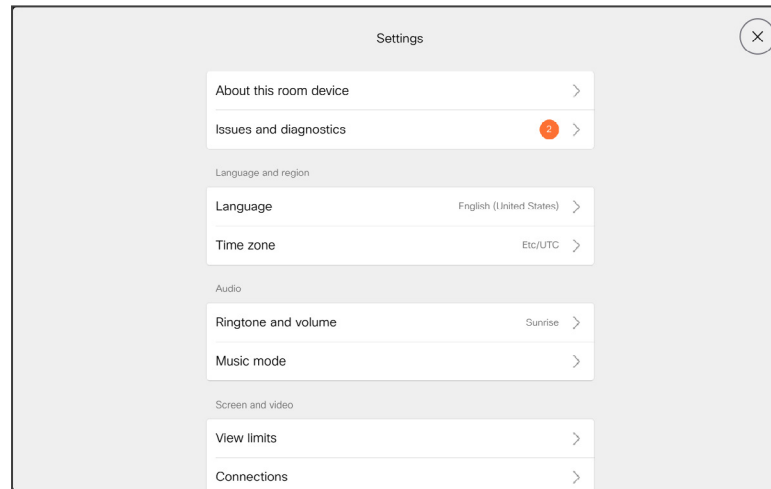 Settings
About this room device
Issues and diagnostics 2
Language and region
Language English (United States)
Time zone Etc/UTC
Audio
Ringtone and volume Sunrise
Music mode
Screen and video
View limits
Connections